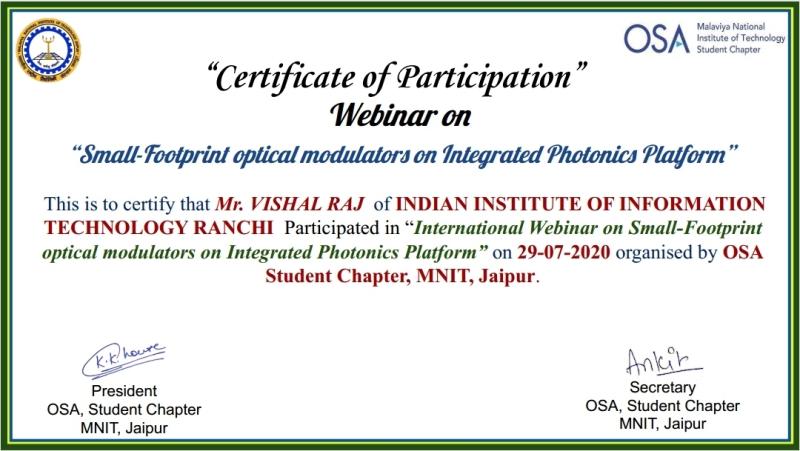 OSA
Malaviya National
Institute of Technology
Student Chapter
“Certificate of Participation”
Webinar on
“Small-Footprint optical modulators on Integrated Photonics Platform”
This is to certify that Mr. VISHAL RAJ of INDIAN INSTITUTE OF INFORMATION
TECHNOLOGY RANCHI Participated in “International Webinar on Small-Footprint
optical modulators on Integrated Photonics Platform” on 29-07-2020 organised by OSA
Student Chapter, MNIT, Jaipur.
Ankit
President
OSA, Student Chapter
MNIT, Jaipur
Secretary
OSA, Student Chapter
MNIT, Jaipur